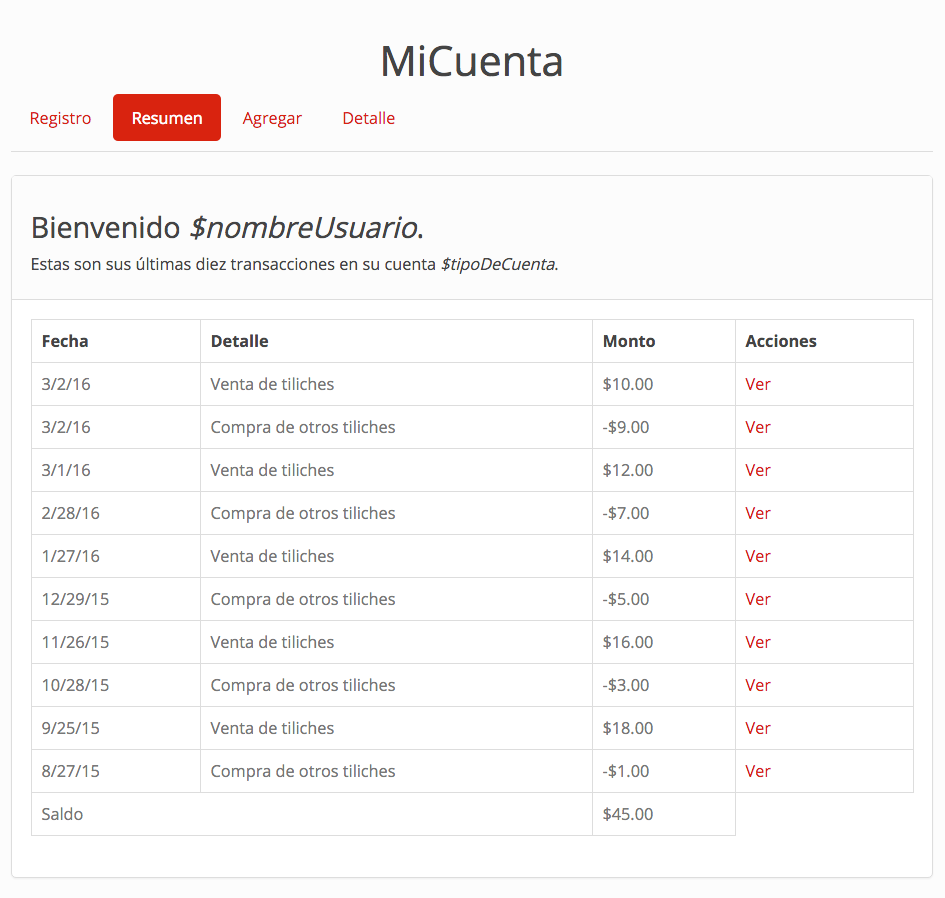 MiCuenta
Registro Resumen Agregar Detalle
Bienvenido $nombreUsuario.
Estas son sus últimas diez transacciones en su cuenta $tipoDeCuenta.
Fecha Detalle Monto Acciones
3/2/16 Venta de tiliches $10.00 Ver
3/2/16 Compra de otros tiliches -$9.00 Ver
3/1/16 Venta de tiliches $12.00 Ver
2/28/16 Compra de otros tiliches -$7.00 Ver
1/27/16 Venta de tiliches $14.00 Ver
12/29/15 Compra de otros tiliches -$5.00 Ver
11/26/15 Venta de tiliches $16.00 Ver
10/28/15 Compra de otros tiliches -$3.00 Ver
9/25/15 Venta de tiliches $18.00 Ver
8/27/15 Compra de otros tiliches -$1.00 Ver
Saldo $45.00